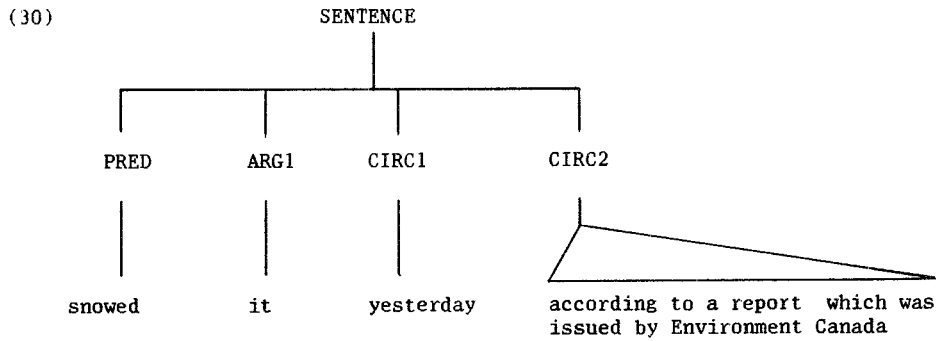 (30) SENTENCE
PRED ARG1 CIRC1 CIRC2
snowed it yesterday according to a report which was
issued by Environment Canada